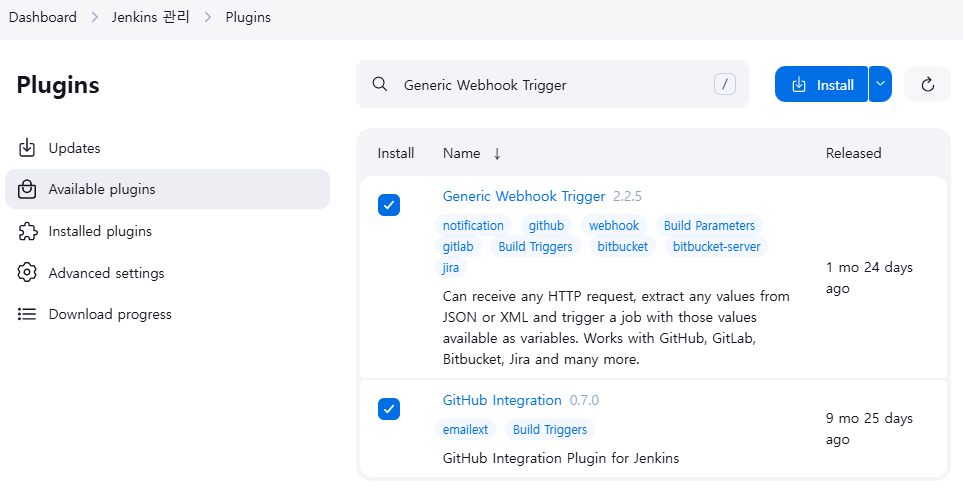 Dashboard > Jenkins 관리 > Plugins
Plugins
Generic Webhook Trigger /
Install
Updates
Available plugins
Installed plugins
Advanced settings
Download progress
Install Name ↓ Released
Generic Webhook Trigger 2.2.5
notification github webhook Build Parameters
gitlab Build Triggers bitbucket bitbucket-server
jira
Can receive any HTTP request, extract any values from
JSON or XML and trigger a job with those values
available as variables. Works with GitHub, GitLab,
Bitbucket, Jira and many more.
1 mo 24 days
ago
GitHub Integration 0.7.0
emailext Build Triggers
GitHub Integration Plugin for Jenkins
9 mo 25 days
ago